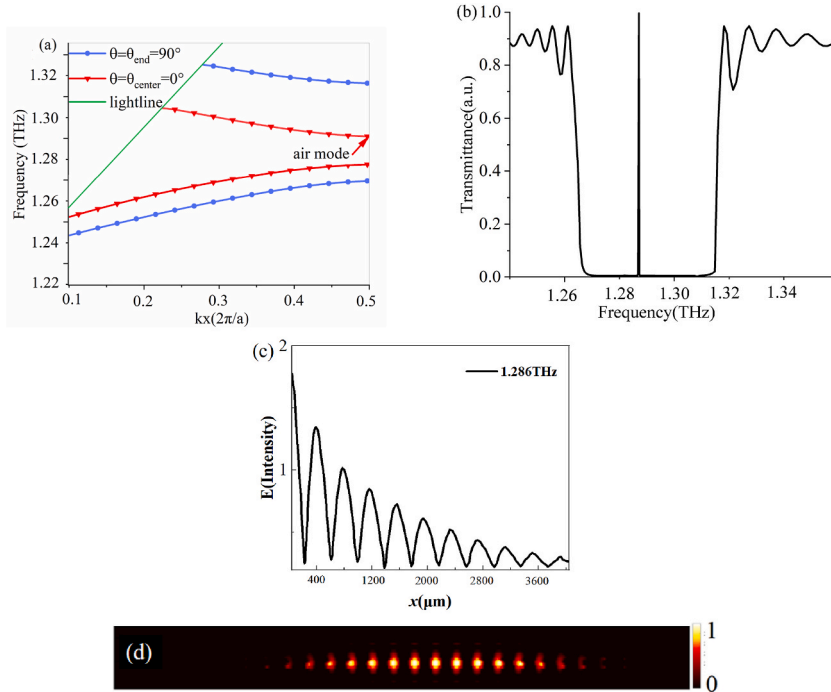 (a)
θ=θend=90°
θ=θcenter=0°
lightline
air mode
Frequency (THz)
1.32
1.30
1.28
1.26
1.24
1.22
0.1
0.2
0.3
0.4
0.5
kx(2π/a)
(b)
Transmittance(a.u.)
1.0
0.8
0.6
0.4
0.2
0.0
1.26
1.28
1.30
1.32
1.34
Frequency(THz)
(c)
1.286THz
E(Intensity)
2
1
400
1200
2000
2800
3600
x(μm)
(d)
1
0